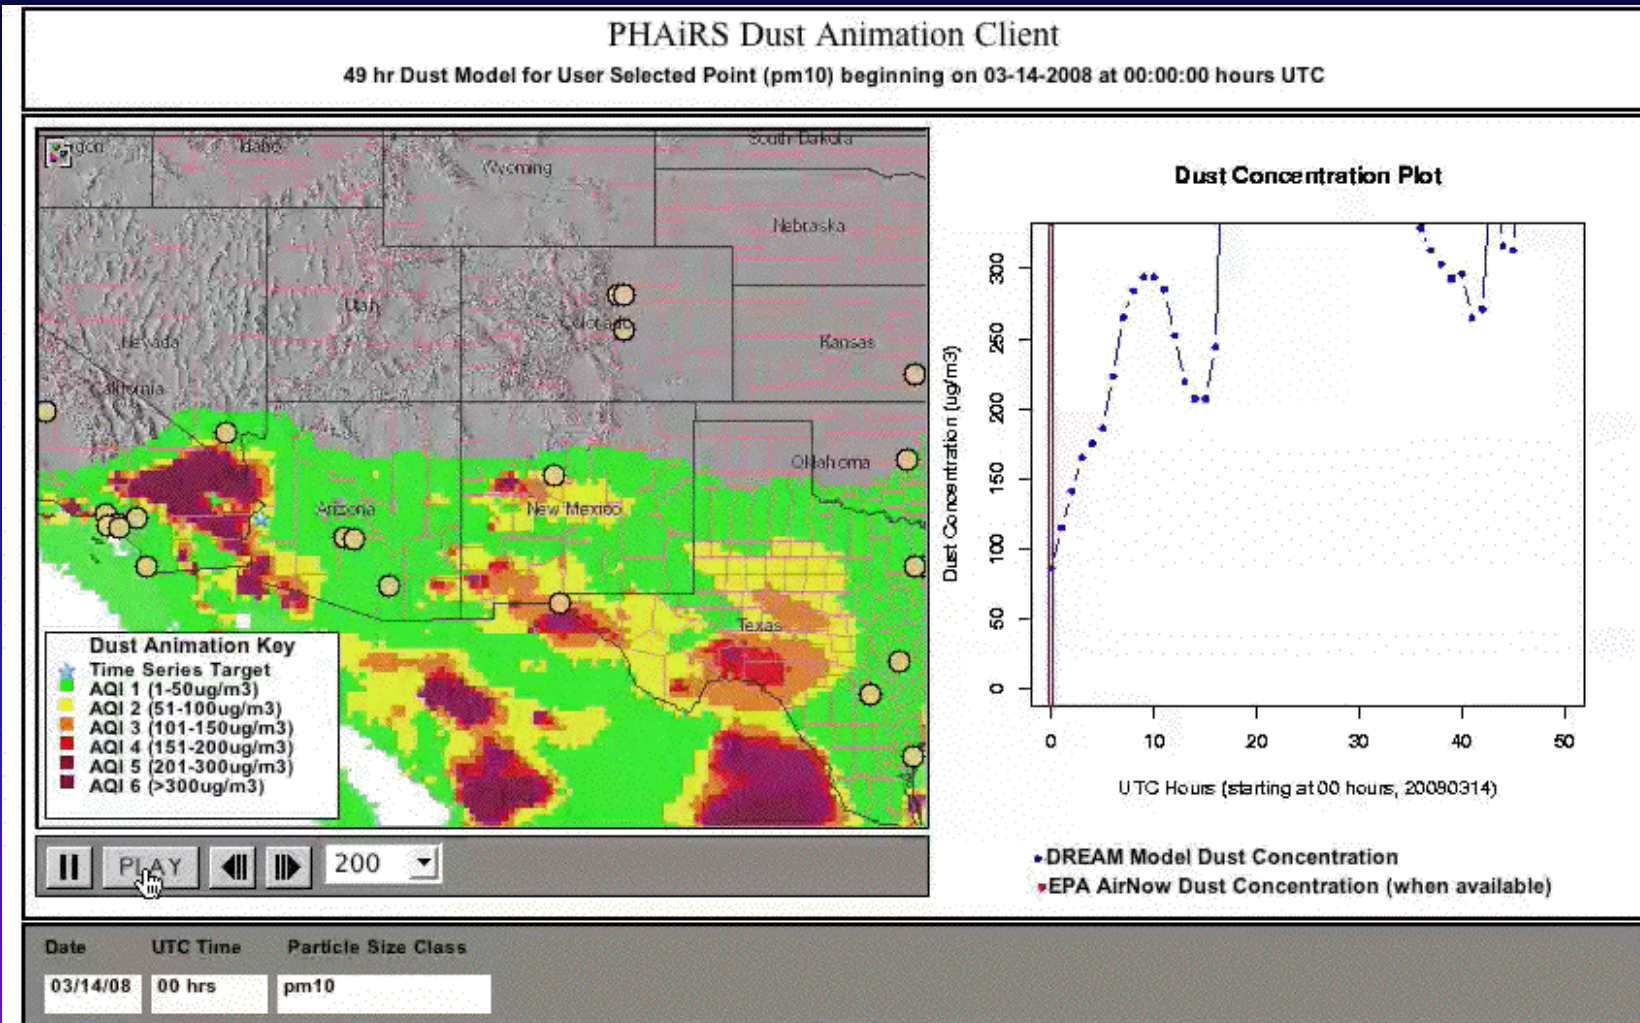 PHAiRS Dust Animation Client
49 hr Dust Model for User Selected Point (pm10) beginning on 03-14-2008 at 00:00:00 hours UTC
Idaho
Wyoming
South Dakota
Nebraska
Utah
Colorado
Nevada
Kansas
California
Oklahoma
Arizona
New Mexico
Texas
Dust Animation Key
Time Series Target
AQI 1 (1-50ug/m3)
AQI 2 (51-100ug/m3)
AQI 3 (101-150ug/m3)
AQI 4 (151-200ug/m3)
AQI 5 (201-300ug/m3)
AQI 6 (>300ug/m3)
PLAY
200
Dust Concentration Plot
Dust Concentration (ug/m3)
300
250
200
150
100
50
0
0 10 20 30 40 50
UTC Hours (starting at 00 hours, 20080314)
DREAM Model Dust Concentration
EPA AirNow Dust Concentration (when available)
Date UTC Time Particle Size Class
03/14/08 00 hrs pm10